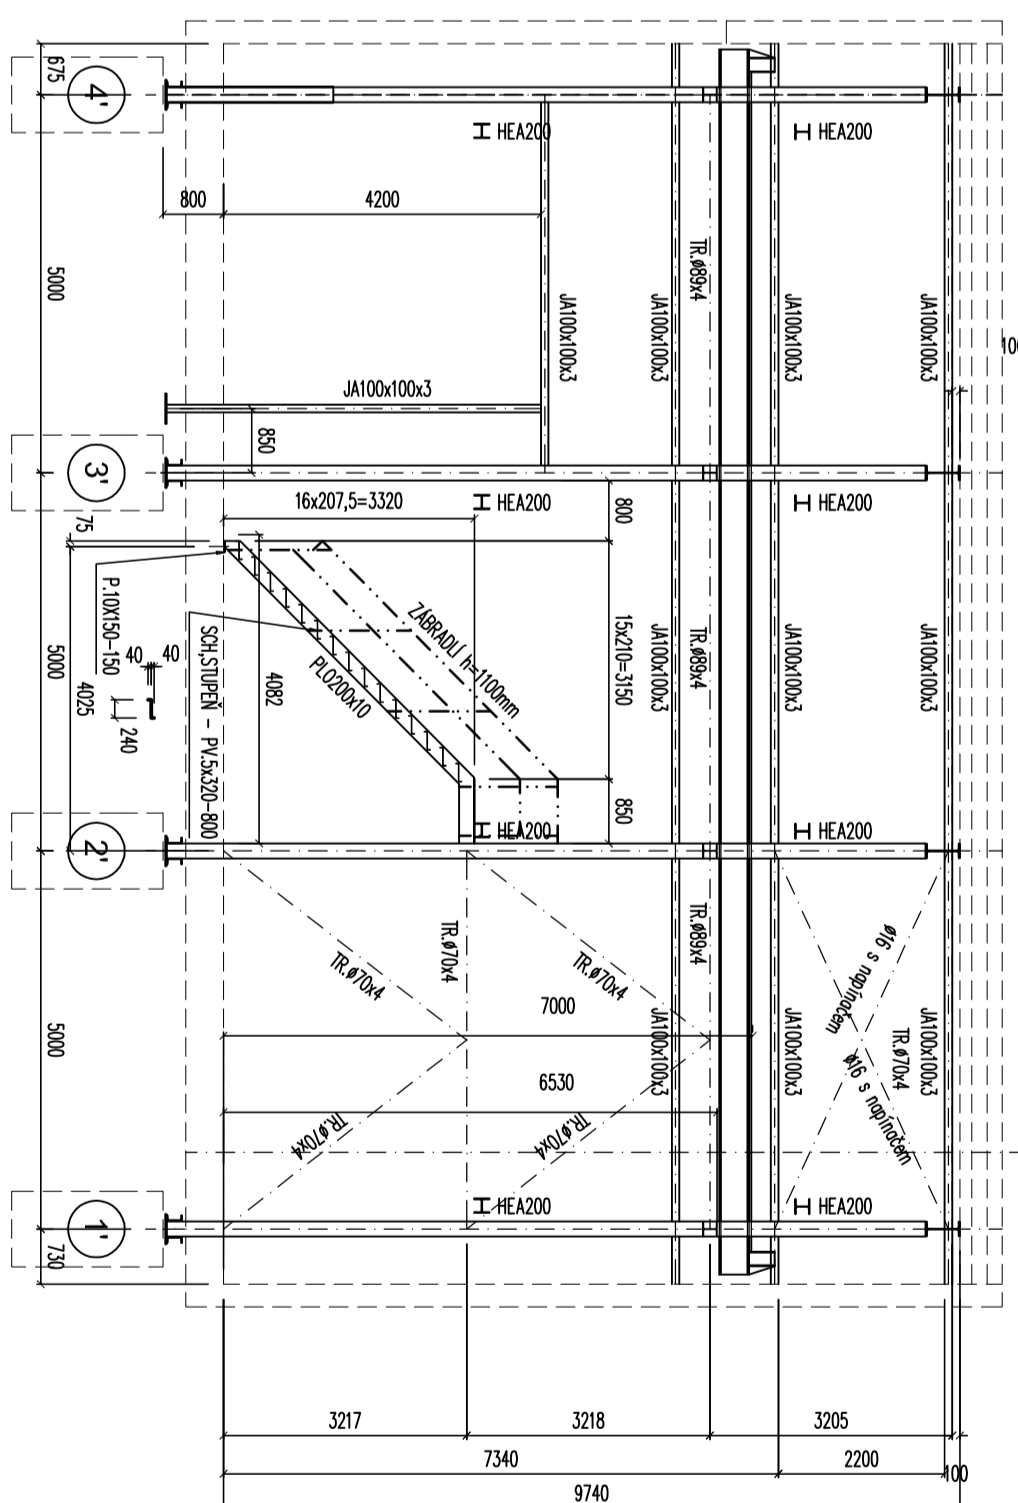 675
4'
HEA200
HEA200
800
4200
5000
TR.ø89x4
JA100x100x3
JA100x100x3
JA100x100x3
JA100x100x3
JA100x100x3
850
3'
16x207,5=3320
HEA200
HEA200
800
75
P.10X150-150
40
40
240
5000
4025
SCH,STUPEŇ - PV.5x320-800
4082
PLO200x10
ZÁBRADLÍ h=1100mm
15x210=3150
JA100x100x3
TR.ø89x4
JA100x100x3
JA100x100x3
850
2'
HEA200
HEA200
TR.ø70x4
TR.ø70x4
TR.ø70x4
TR.ø89x4
ø16 s napínačem
ø16 s napínačem
7000
5000
JA100x100x3
JA100x100x3
TR.ø70x4
JA100x100x3
6530
TR.ø70x4
TR.ø70x4
1'
HEA200
HEA200
730
3217
3218
3205
7340
2200
100
9740